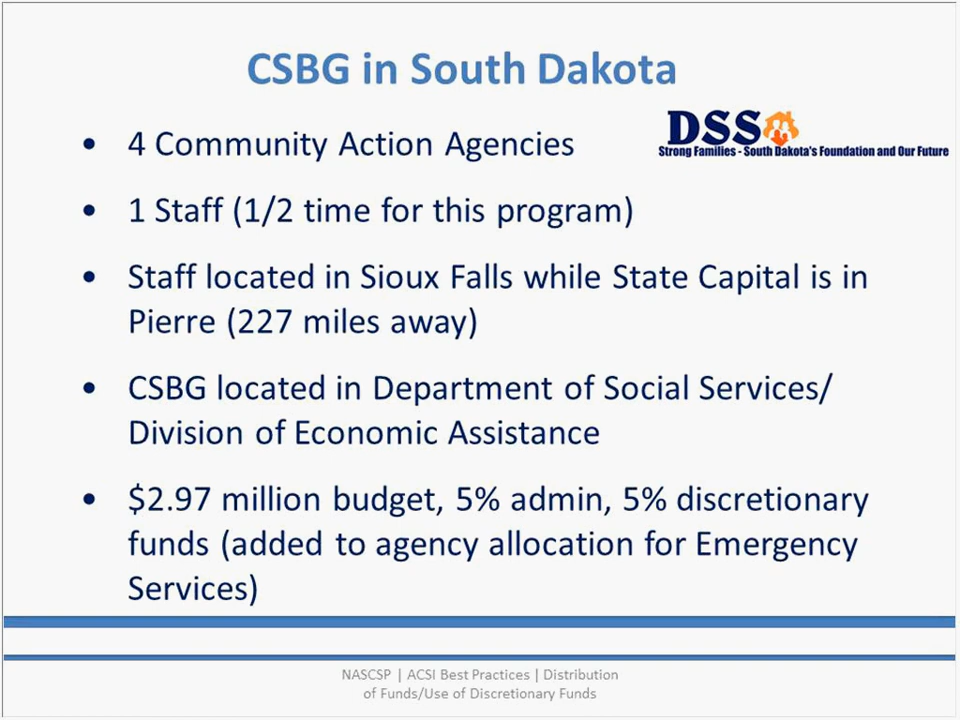 CSBG in South Dakota
DSS
Strong Families - South Dakota's Foundation and Our Future
• 4 Community Action Agencies
• 1 Staff (1/2 time for this program)
• Staff located in Sioux Falls while State Capital is in
Pierre (227 miles away)
• CSBG located in Department of Social Services/
Division of Economic Assistance
• $2.97 million budget, 5% admin, 5% discretionary
funds (added to agency allocation for Emergency
Services)
NASCSP | ACSI Best Practices | Distribution
of Funds/Use of Discretionary Funds